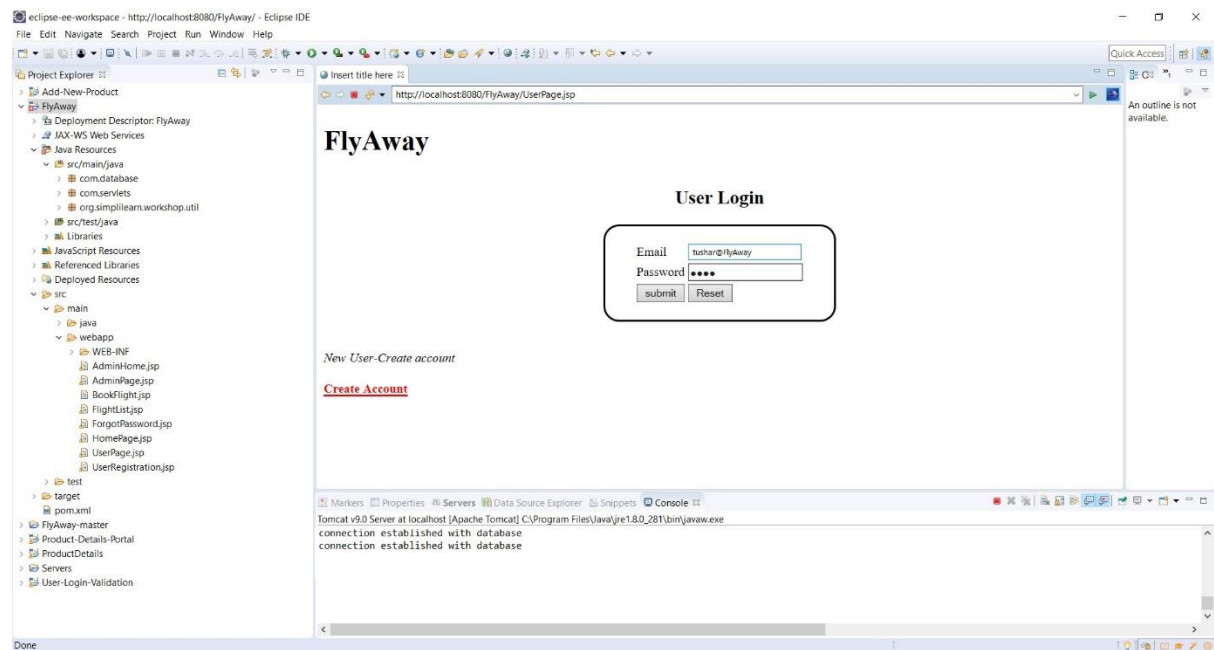 eclipse-ee-workspace - http://localhost:8080/FlyAway/ - Eclipse IDE
File Edit Navigate Search Project Run Window Help
Quick Access
Project Explorer
Add-New-Product
FlyAway
Deployment Descriptor: FlyAway
JAX-WS Web Services
Java Resources
src/main/java
com.database
com.servlets
org.simplilearn.workshop.util
src/test/java
Libraries
JavaScript Resources
Referenced Libraries
Deployed Resources
src
main
java
webapp
WEB-INF
AdminHome.jsp
AdminPage.jsp
BookFlight.jsp
FlightList.jsp
ForgotPassword.jsp
HomePage.jsp
UserPage.jsp
UserRegistration.jsp
test
target
pom.xml
FlyAway-master
Product-Details-Portal
ProductDetails
Servers
User-Login-Validation
Insert title here
http://localhost:8080/FlyAway/UserPage.jsp
FlyAway
User Login
Email tushar@FlyAway
Password ●●●●
submit Reset
New User-Create account
Create Account
An outline is not
available.
Markers Properties Servers Data Source Explorer Snippets Console
Tomcat v9.0 Server at localhost [Apache Tomcat] C:\Program Files\Java\jre1.8.0_281\bin\javaw.exe
connection established with database
connection established with database
Done